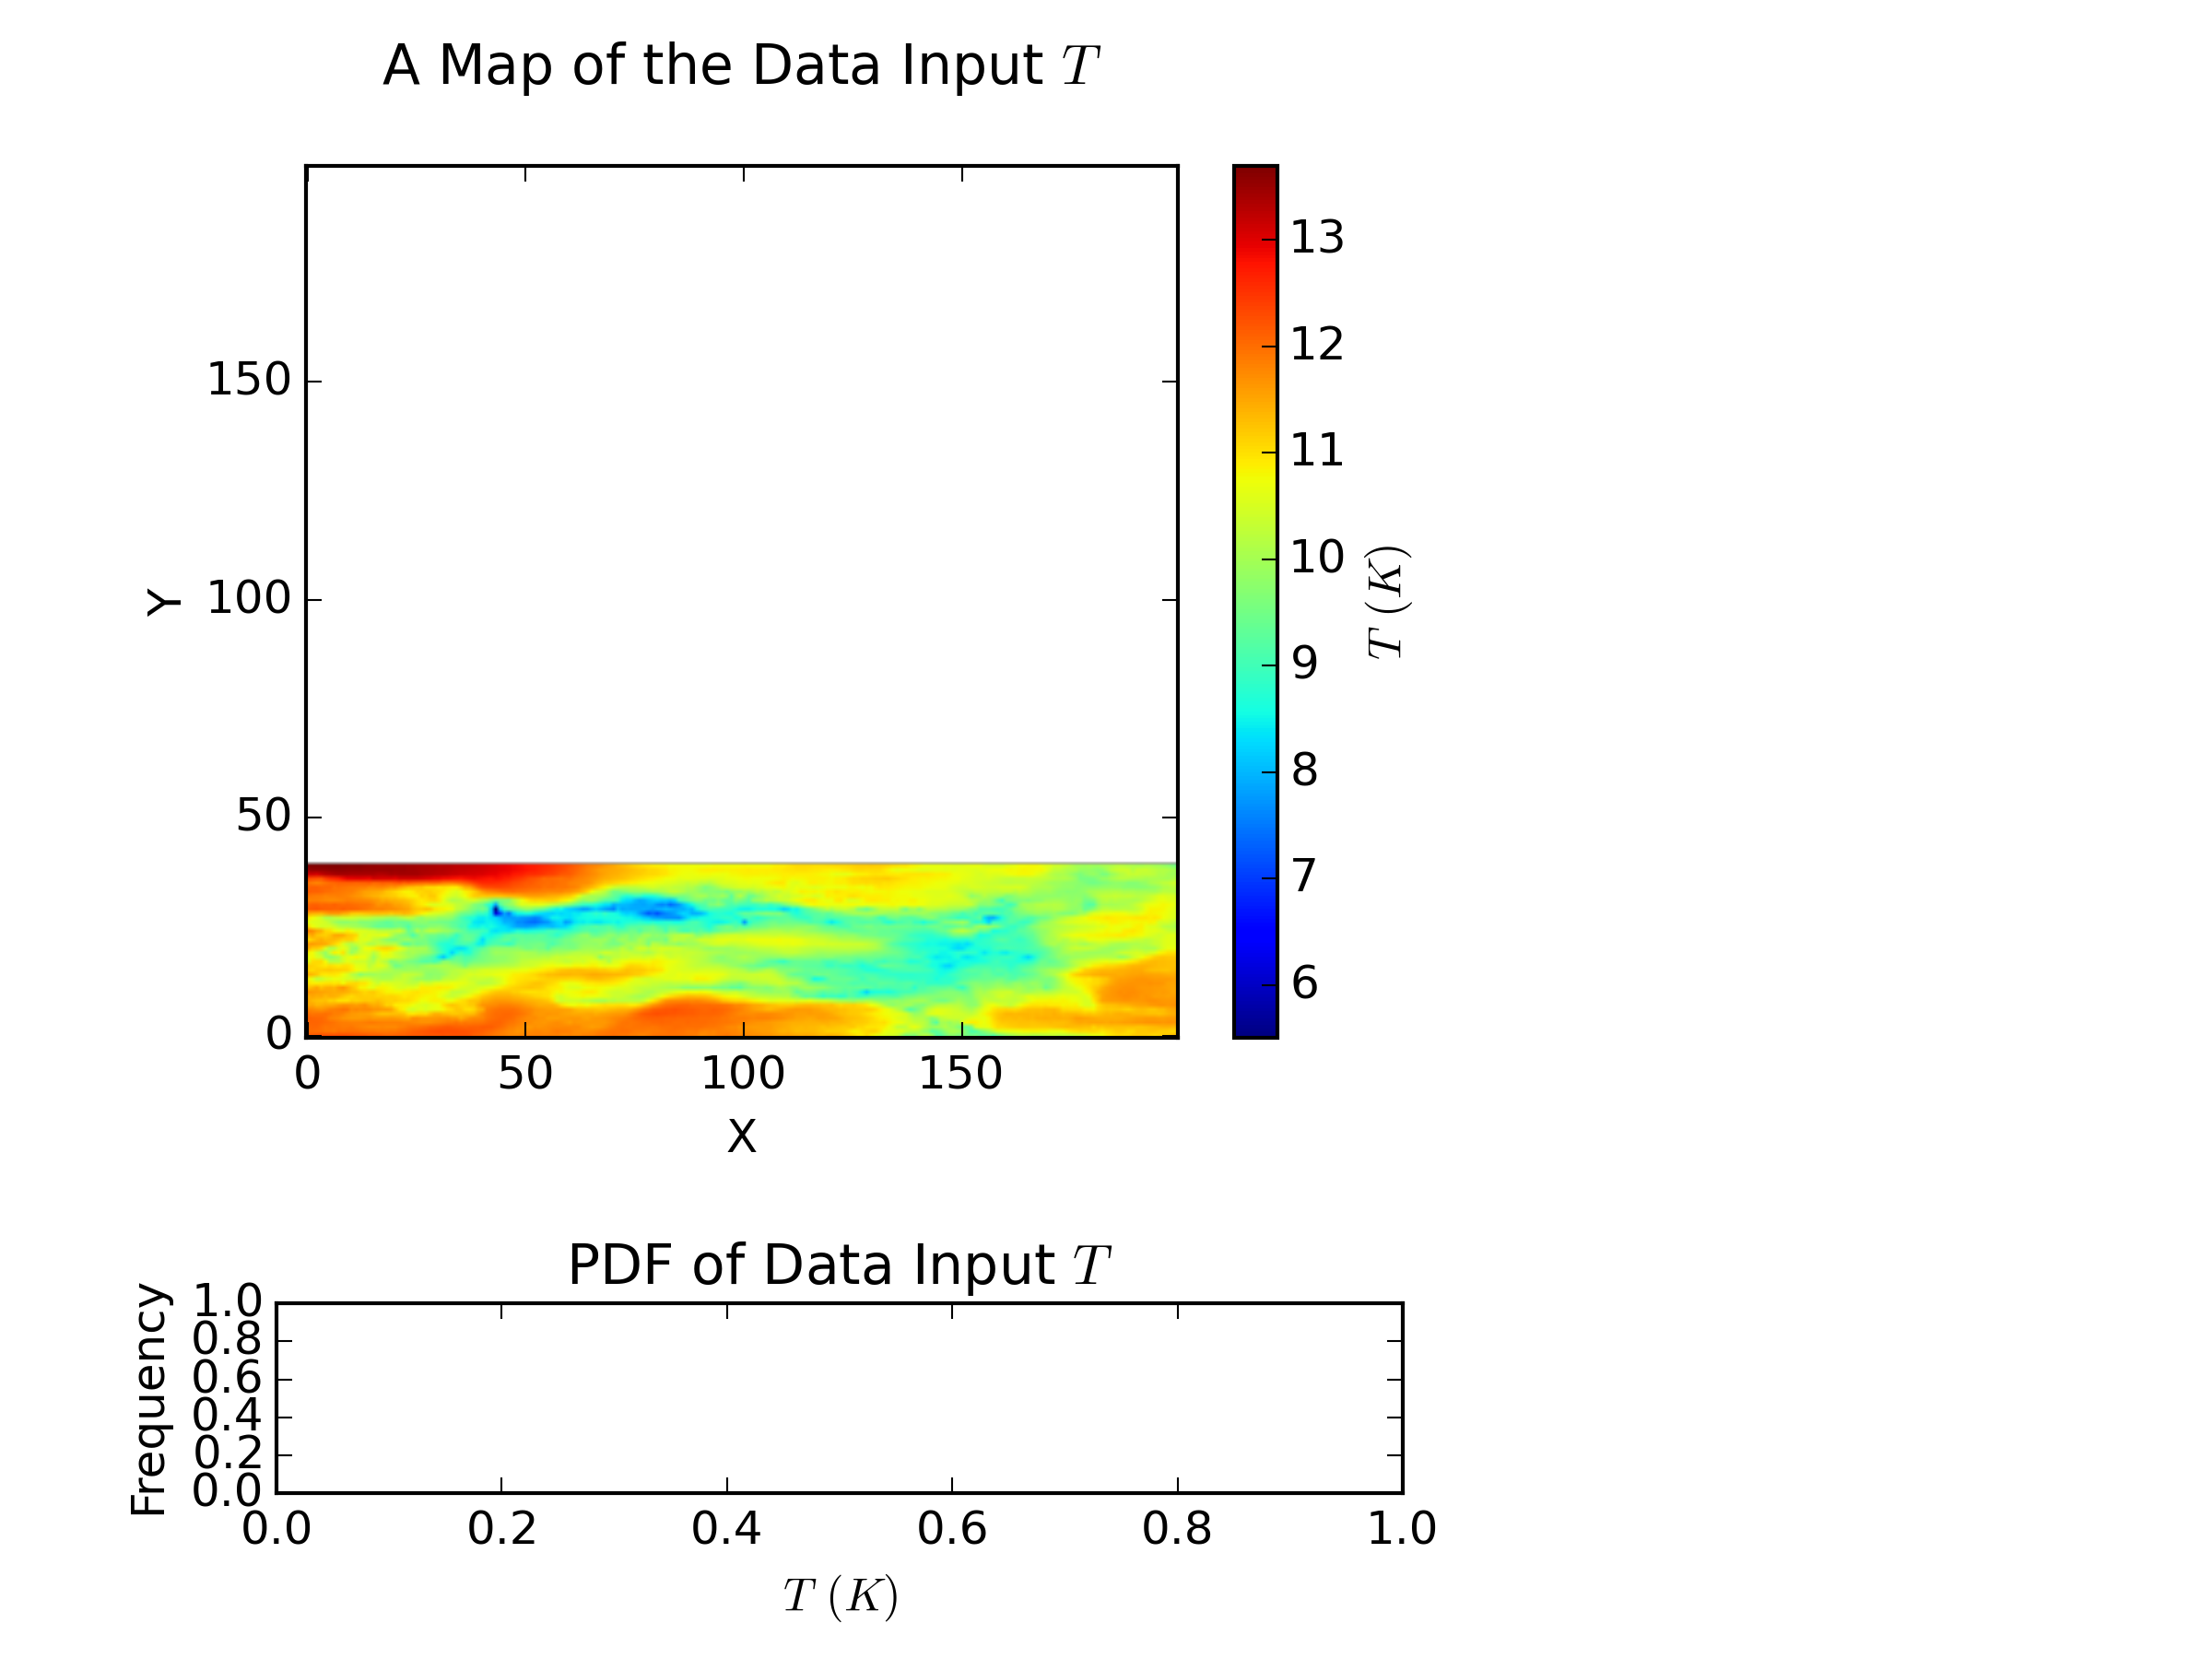 A Map of the Data Input T
150
100
50
0
Y
0 50 100 150
X
13
12
11
10
9
8
7
6
T (K)
PDF of Data Input T
1.0
0.8
0.6
0.4
0.2
0.0
Frequency
0.0 0.2 0.4 0.6 0.8 1.0
T (K)